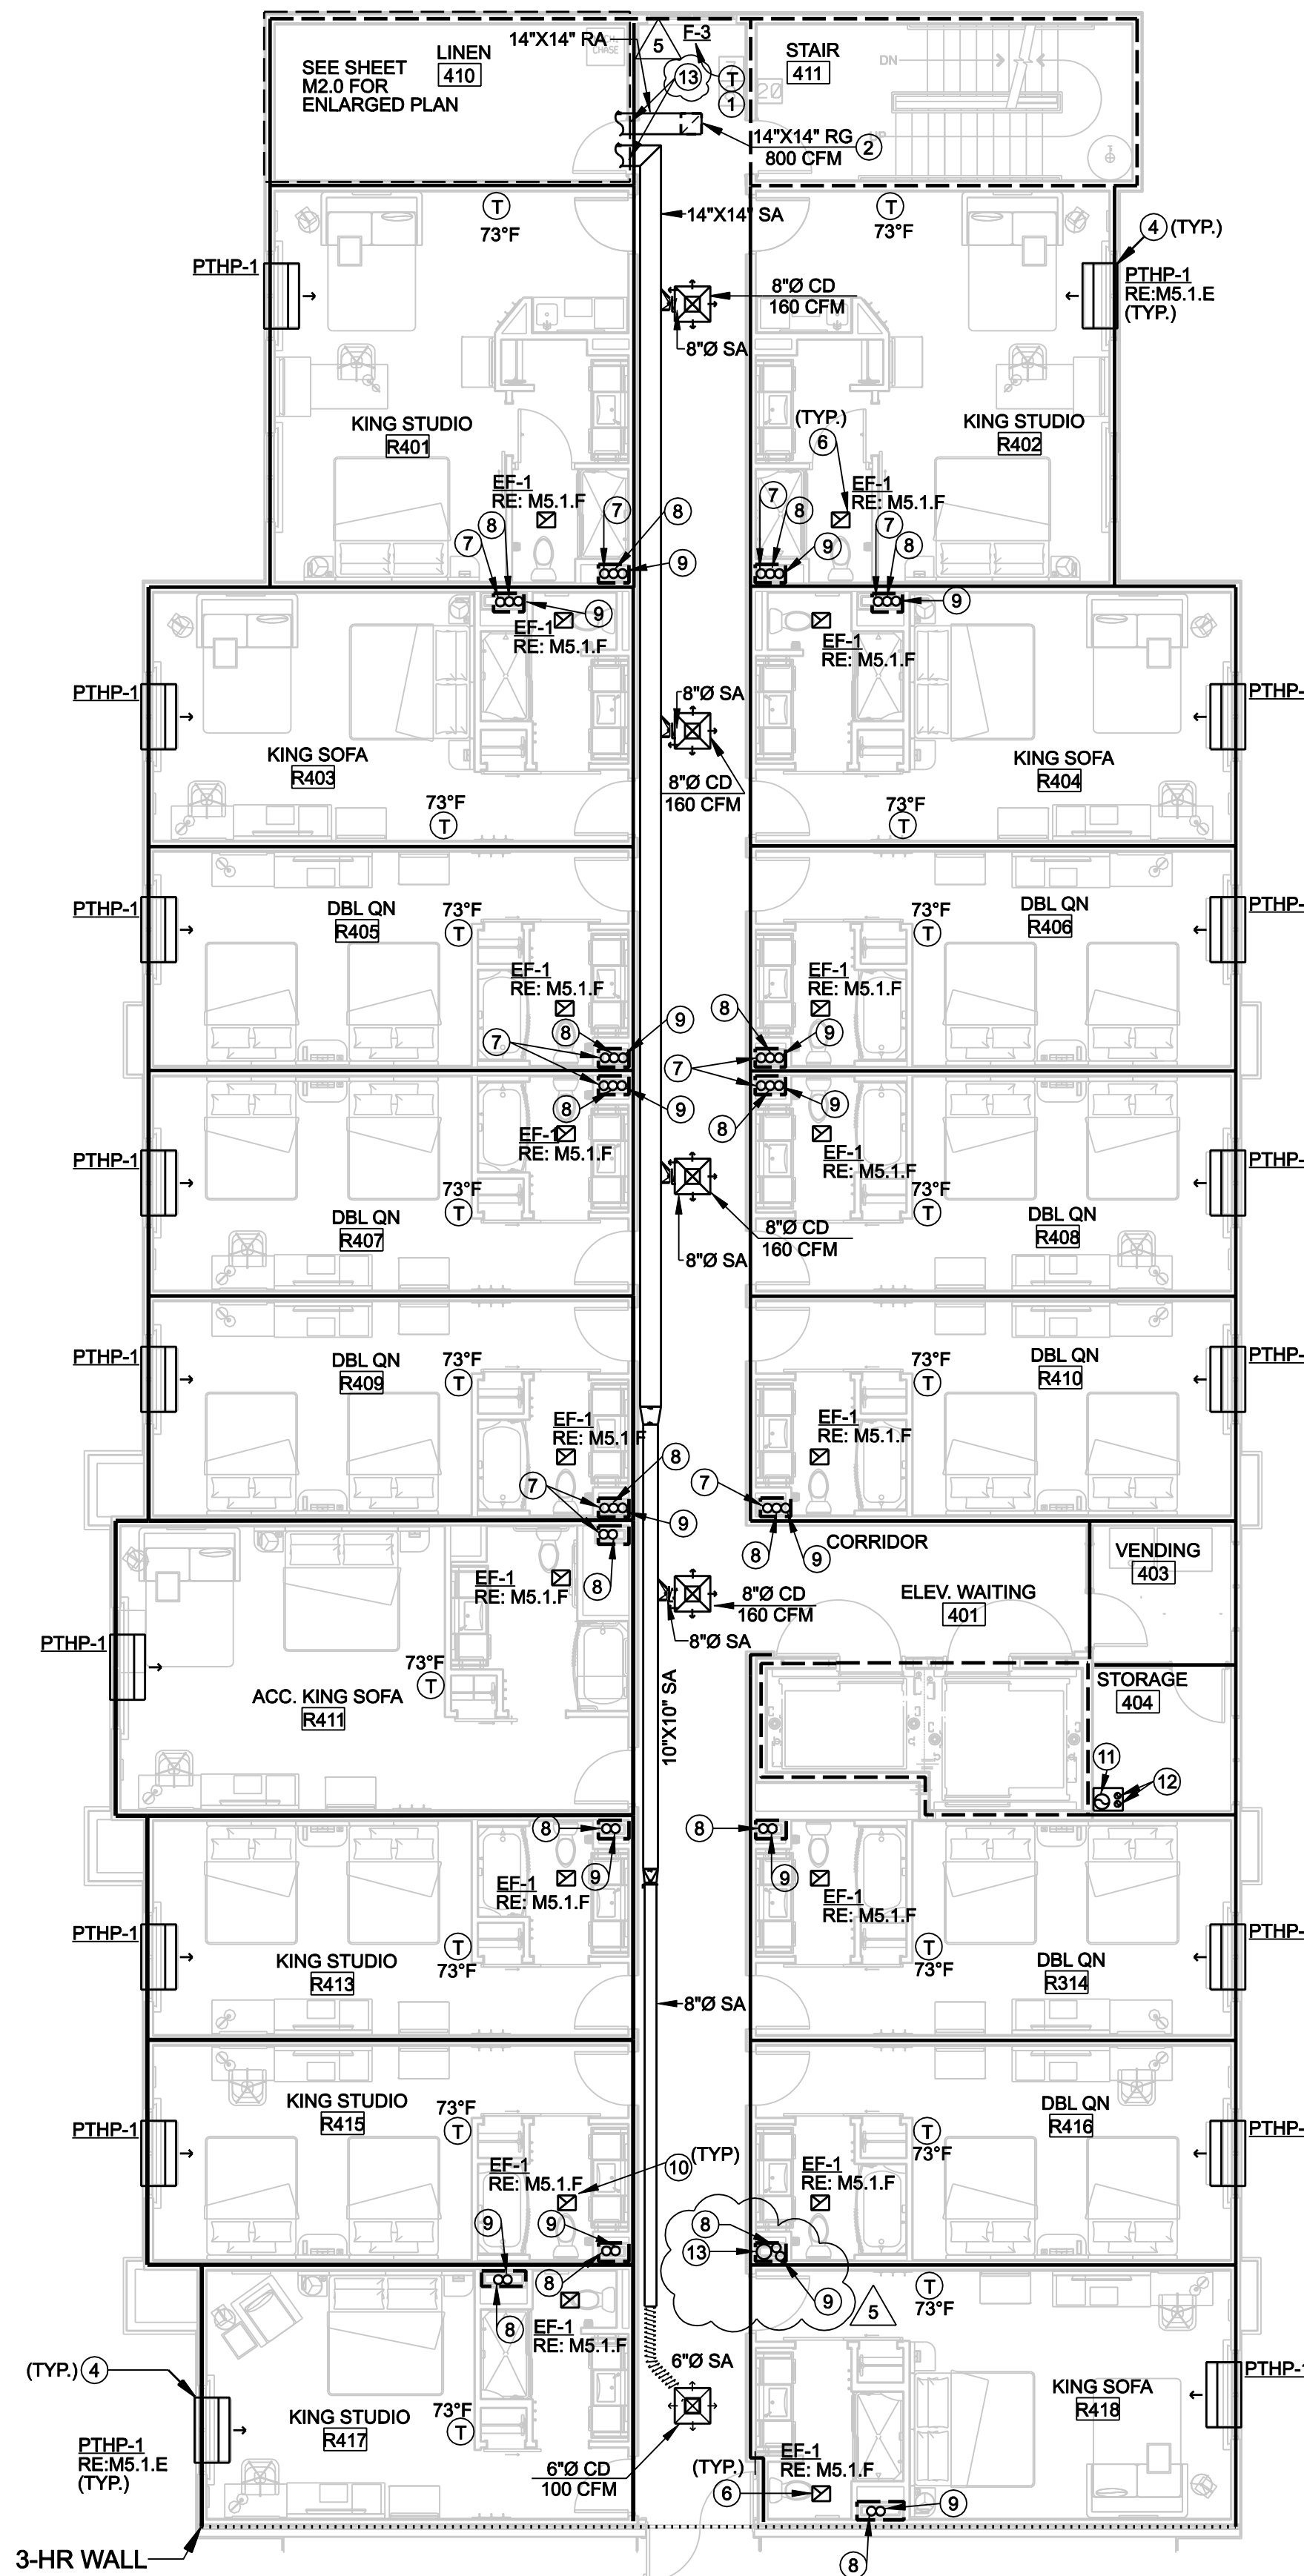 SEE SHEET
M2.0 FOR
ENLARGED PLAN
LINEN
410
CHASE
14"X14" RA
5
F-3
13
T
1
20
STAIR
411
DN
UP
14"X14" RG
800 CFM
2
14"X14" SA
T
73°F
T
73°F
4 (TYP.)
PTHP-1
PTHP-1
RE:M5.1.E
(TYP.)
8"Ø CD
160 CFM
8"Ø SA
KING STUDIO
R401
(TYP.)
6
KING STUDIO
R402
EF-1
RE: M5.1.F
7
8
7
8
9
EF-1
RE: M5.1.F
7
8
9
7
8
9
EF-1
RE: M5.1.F
9
EF-1
RE: M5.1.F
PTHP-1
8"Ø SA
PTHP-
KING SOFA
R403
73°F
T
8"Ø CD
160 CFM
KING SOFA
R404
73°F
T
PTHP-1
DBL QN
R405
73°F
T
73°F
T
DBL QN
R406
PTHP-
EF-1
RE: M5.1.F
8
9
7
EF-1
RE: M5.1.F
8
9
7
8
9
EF-1
RE: M5.1.F
8
9
EF-1
RE: M5.1.F
PTHP-1
DBL QN
R407
73°F
T
8"Ø CD
160 CFM
8"Ø SA
73°F
T
DBL QN
R408
PTHP-
PTHP-1
DBL QN
R409
73°F
T
73°F
T
DBL QN
R410
PTHP-
EF-1
RE: M5.1.F
8
7
9
8
EF-1
RE: M5.1.F
7
8
9
CORRIDOR
VENDING
403
EF-1
RE: M5.1.F
8"Ø CD
160 CFM
8"Ø SA
ELEV. WAITING
401
PTHP-1
73°F
T
ACC. KING SOFA
R411
10"X10" SA
STORAGE
404
11
12
8
9
8
9
EF-1
RE: M5.1.F
EF-1
RE: M5.1.F
PTHP-1
KING STUDIO
R413
T
73°F
T
73°F
DBL QN
R314
PTHP-
8"Ø SA
PTHP-1
KING STUDIO
R415
73°F
T
T
73°F
DBL QN
R416
PTHP-
EF-1
RE: M5.1.F
10
(TYP)
EF-1
RE: M5.1.F
9
9
8
8
13
9
5
8
EF-1
RE: M5.1.F
T
73°F
(TYP.) 4
PTHP-1
RE:M5.1.E
(TYP.)
KING STUDIO
R417
73°F
T
6"Ø SA
6"Ø CD
100 CFM
KING SOFA
R418
PTHP-1
(TYP.)
6
EF-1
RE: M5.1.F
9
8
3-HR WALL